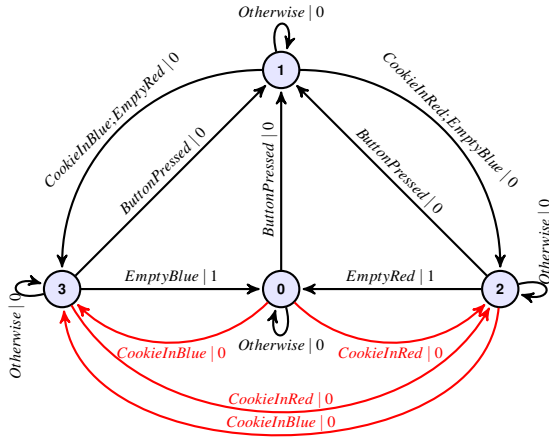 Otherwise | 0
1
CookieInBlue;EmptyRed | 0
CookieInRed;EmptyBlue | 0
ButtonPressed | 0
ButtonPressed | 0
ButtonPressed | 0
Otherwise | 0
3
EmptyBlue | 1
0
EmptyRed | 1
2
Otherwise | 0
Otherwise | 0
CookieInBlue | 0
CookieInRed | 0
CookieInRed | 0
CookieInBlue | 0